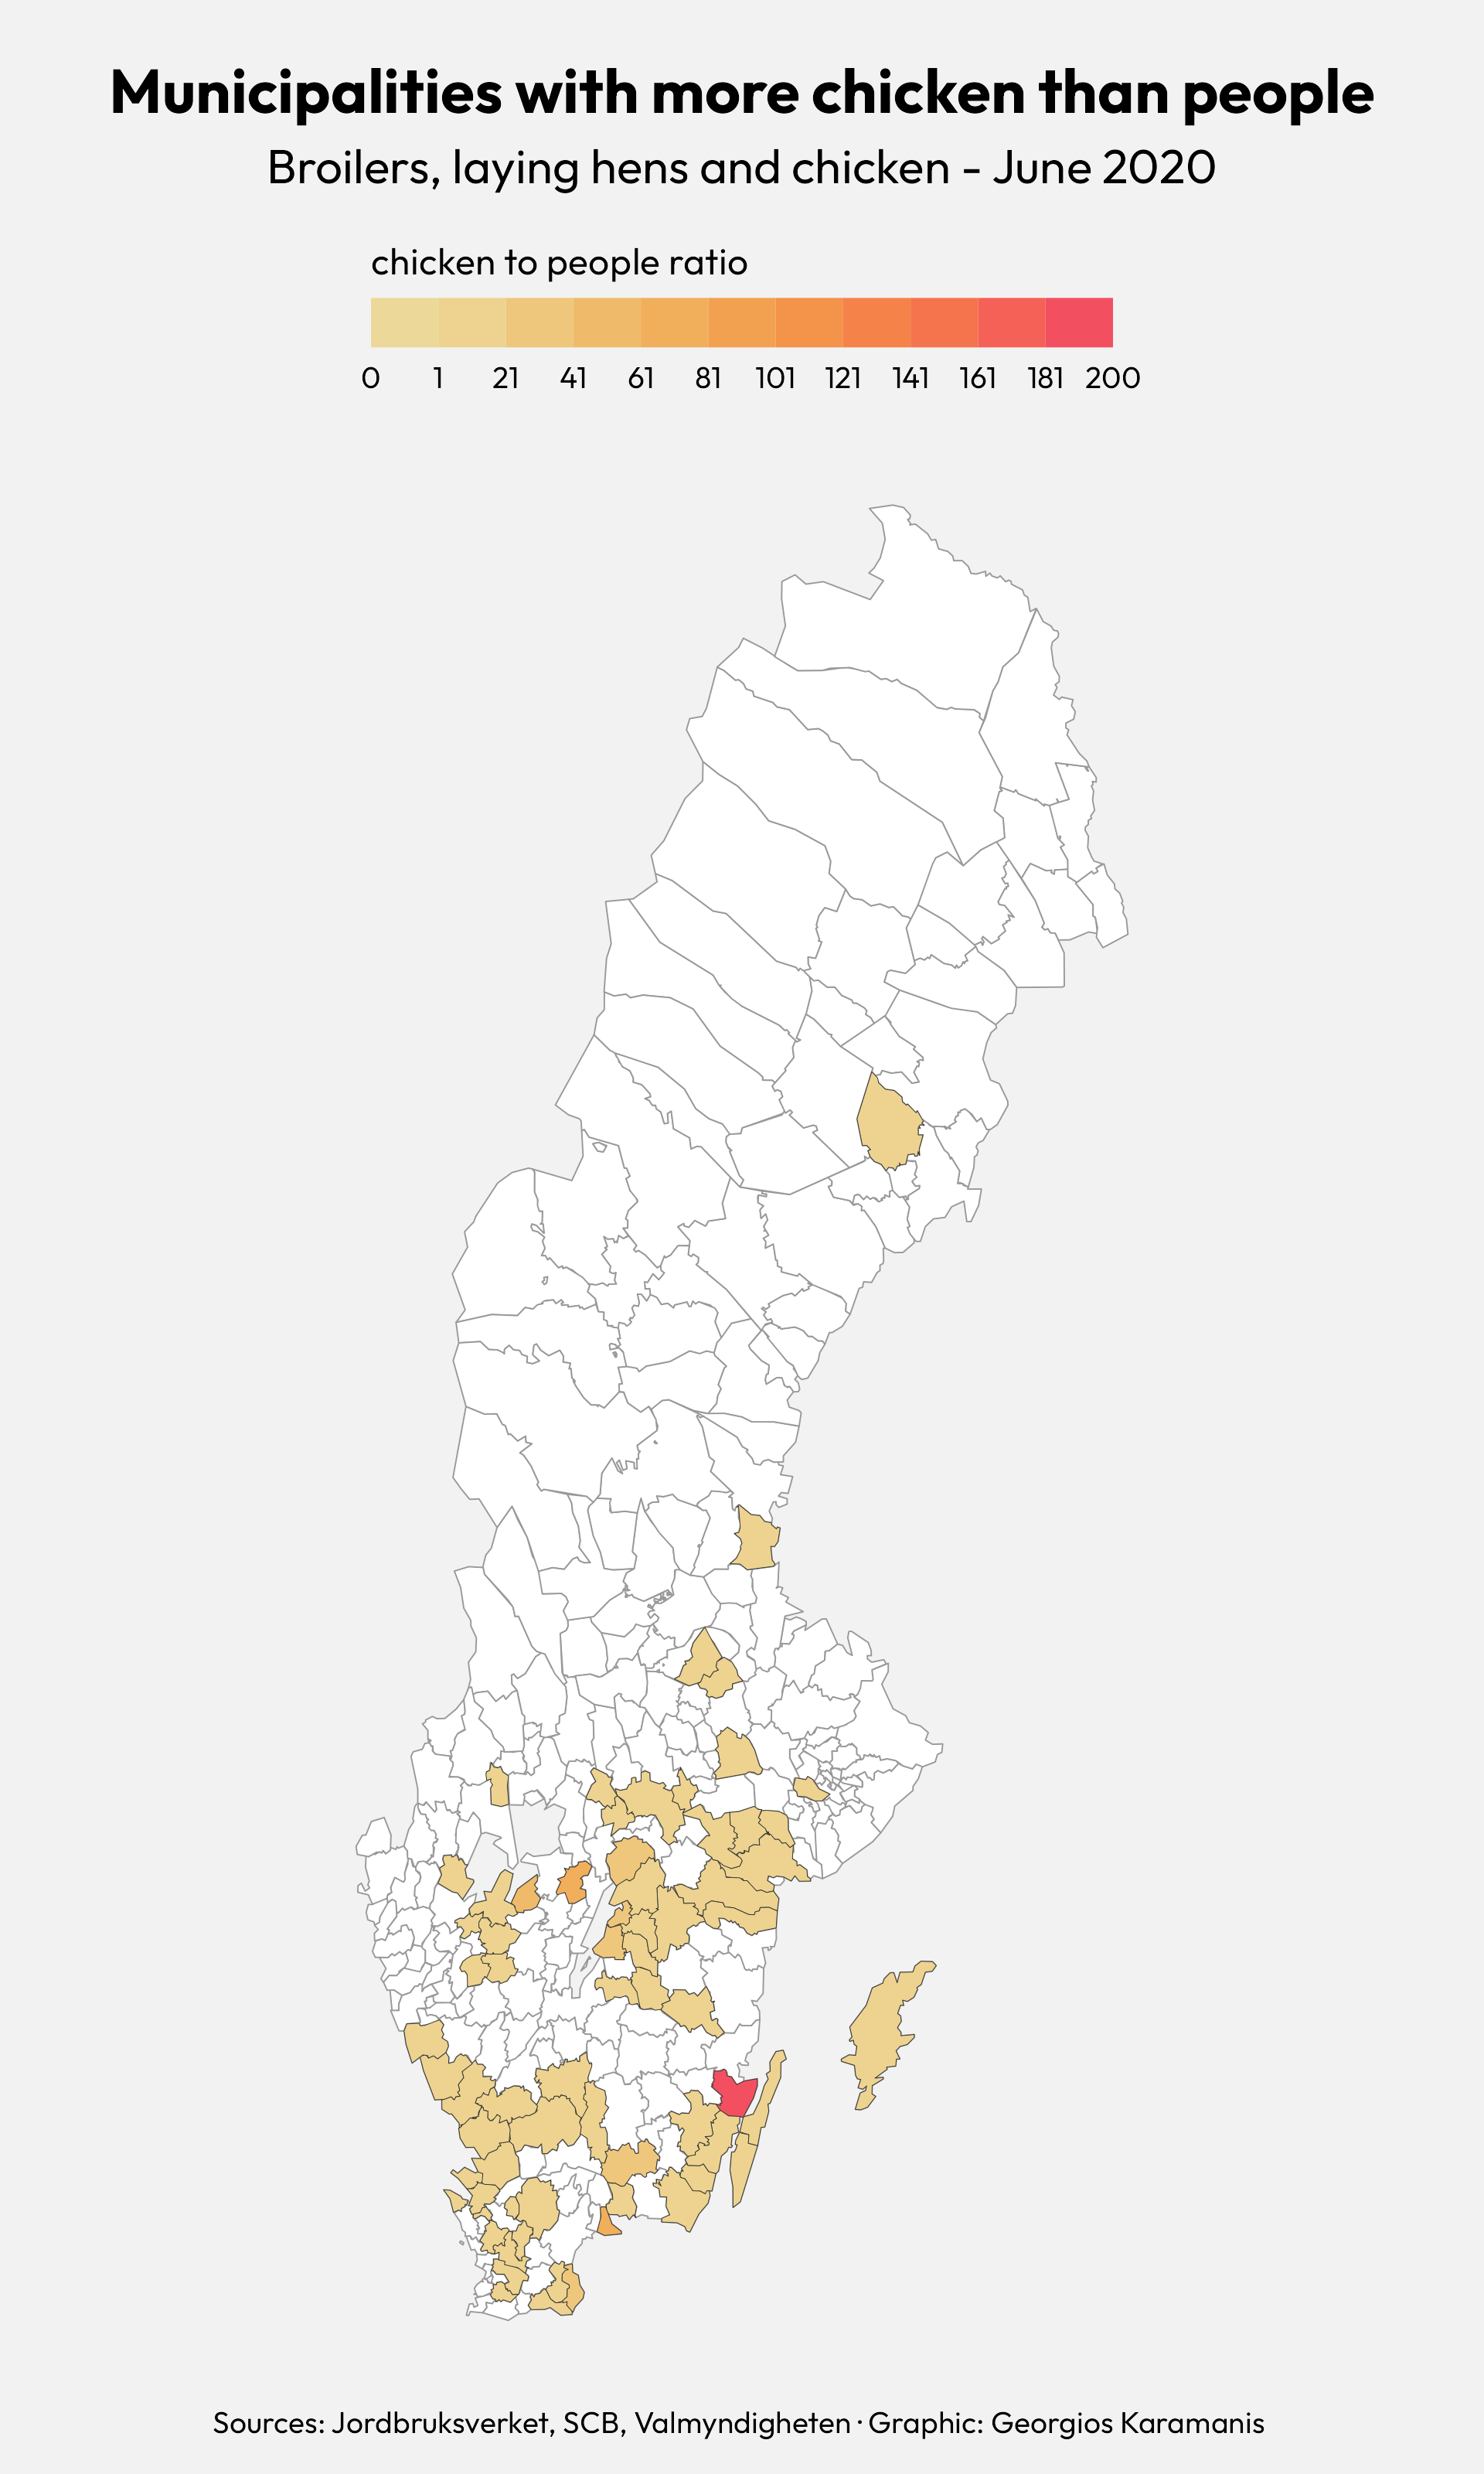 Municipalities with more chicken than people
Broilers, laying hens and chicken - June 2020
chicken to people ratio
0 1 21 41 61 81 101 121 141 161 181 200
Sources: Jordbruksverket, SCB, Valmyndigheten · Graphic: Georgios Karamanis